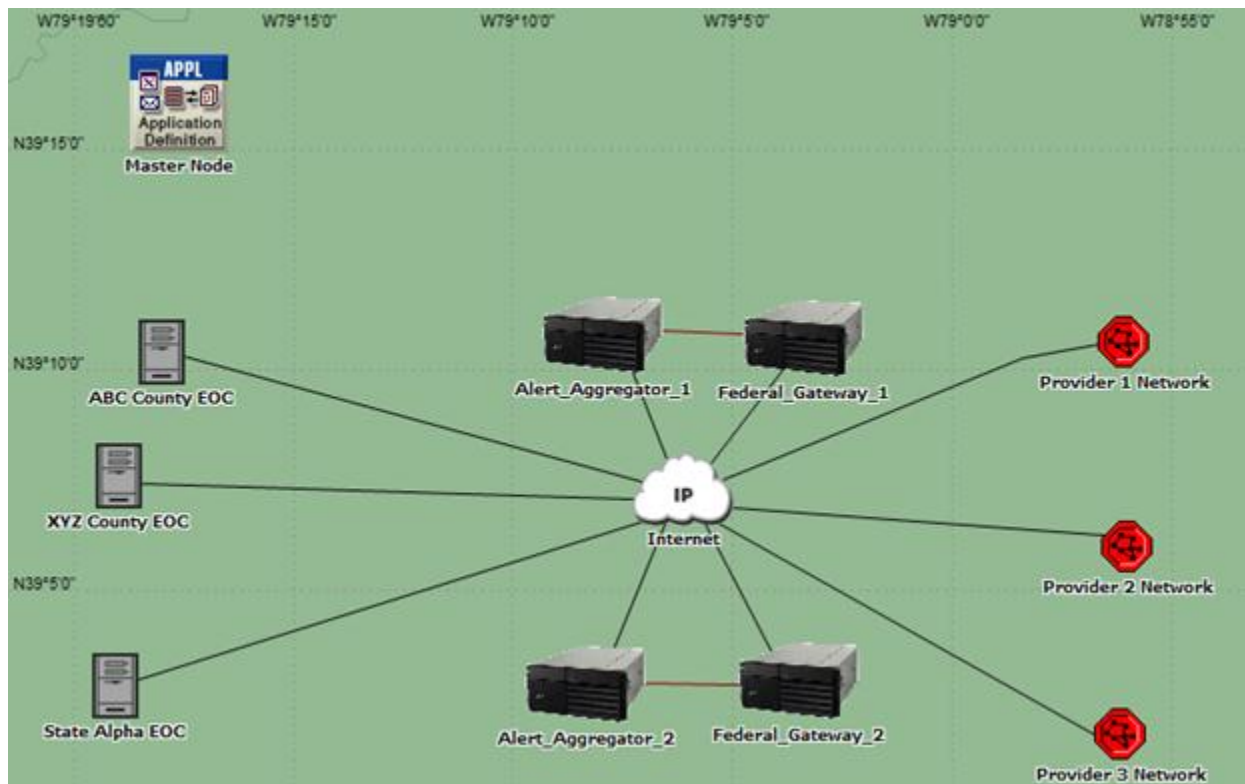 W79°19'60" W79°15'0" W79°10'0" W79°5'0" W79°0'0" W78°55'0"
APPL
Application
Definition
Master Node
N39°15'0"
N39°10'0"
ABC County EOC
Alert_Aggregator_1
Federal_Gateway_1
Provider 1 Network
XYZ County EOC
IP
Internet
Provider 2 Network
N39°5'0"
State Alpha EOC
Alert_Aggregator_2
Federal_Gateway_2
Provider 3 Network